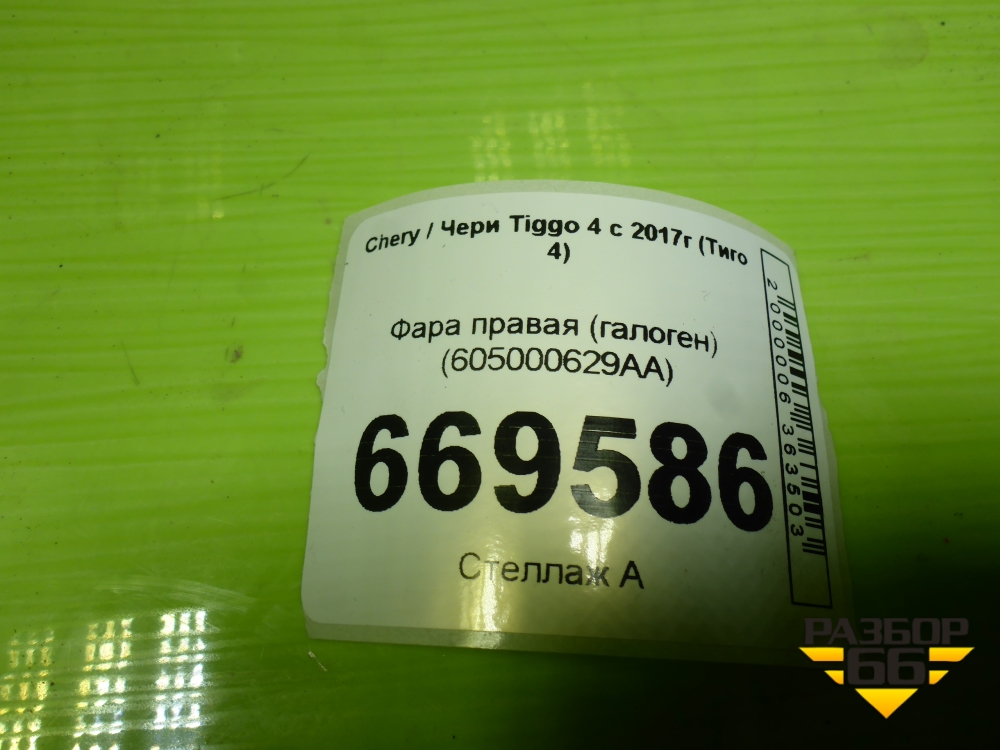 Chery / Чери Tiggo 4 с 2017г (Тиго
4)
Фара правая (галоген)
(605000629AA)
669586
Стеллаж А
2000006363503
РАЗБОР
66